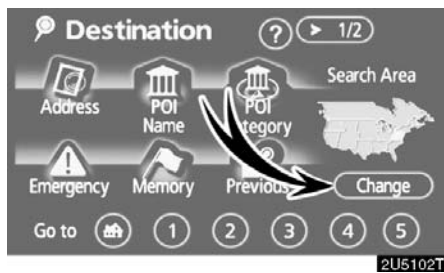 Destination ? > 1/2
Search Area
Address POI Name POI tegory
Emergency Memory Previous
Change
Go to 1 2 3 4 5
2U5102T